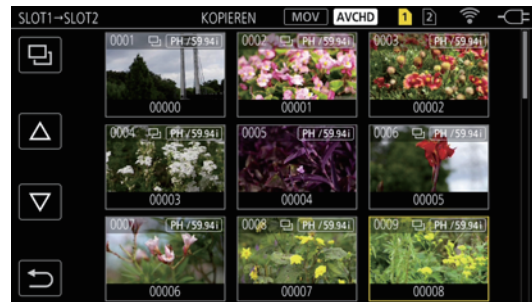 SLOT1→SLOT2 KOPIEREN MOV AVCHD 1 2
0001 PH /59.94i 0002 PH /59.94i 0003 PH /59.94i
00000 00001 00002
0004 PH /59.94i 0005 PH /59.94i 0006 PH /59.94i
00003 00004 00005
0007 PH /59.94i 0008 PH /59.94i 0009 PH /59.94i
00006 00007 00008